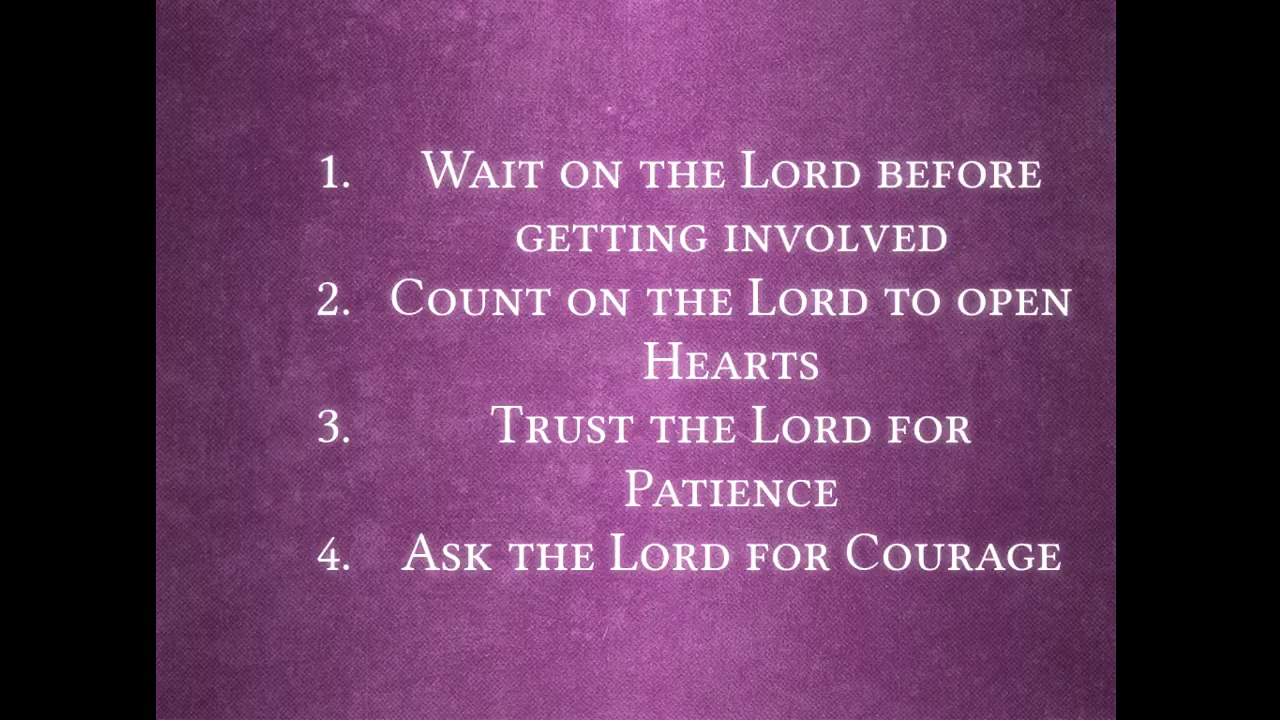 1. Wait on the Lord before
getting involved
2. Count on the Lord to open
Hearts
3. Trust the Lord for
Patience
4. Ask the Lord for Courage